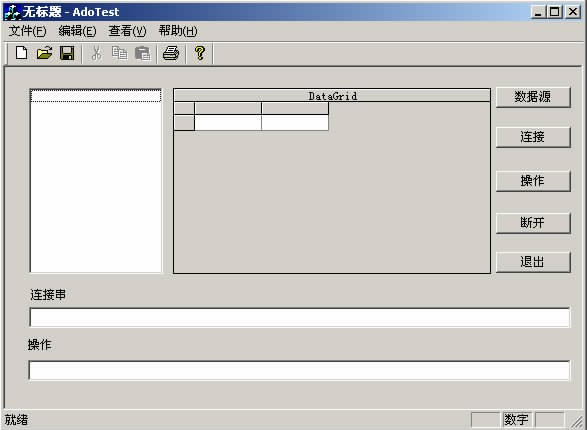 无标题 - AdoTest
文件(F) 编辑(E) 查看(V) 帮助(H)
DataGrid
数据源
连接
操作
断开
退出
连接串
操作
就绪 数字